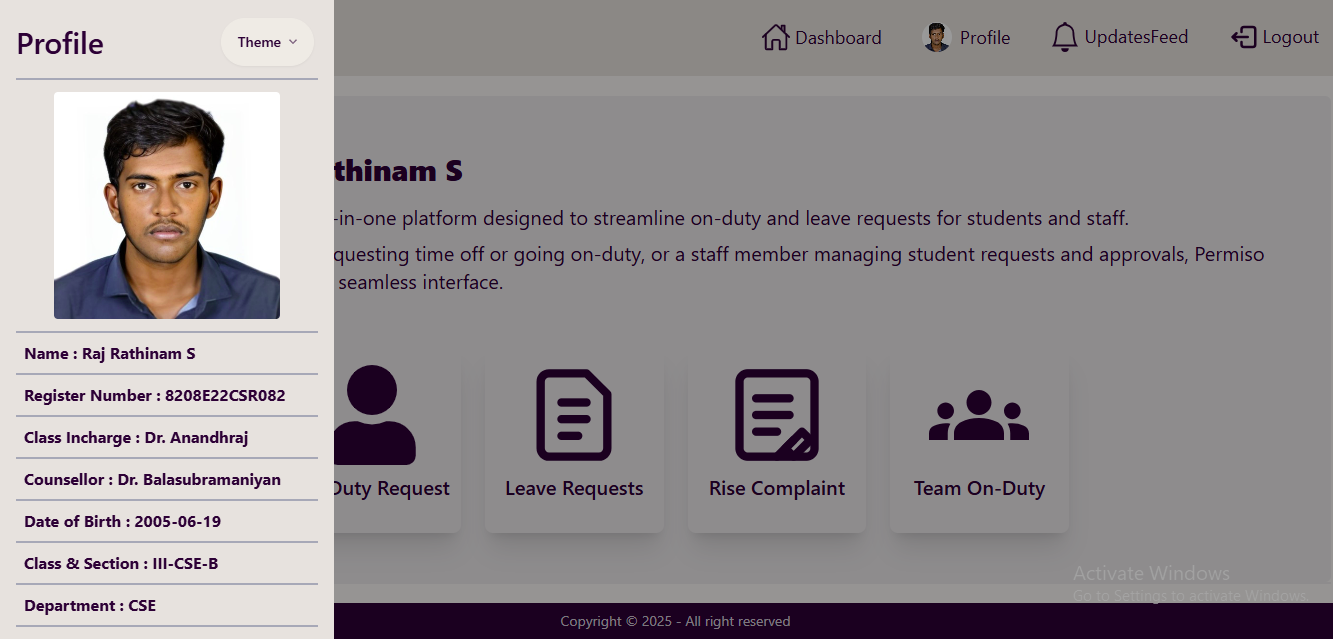 Profile
Theme
Dashboard
Profile
UpdatesFeed
Logout
Name : Raj Rathinam S
Register Number : 8208E22CSR082
Class Incharge : Dr. Anandhraj
Counsellor : Dr. Balasubramaniyan
Date of Birth : 2005-06-19
Class & Section : III-CSE-B
Department : CSE
thinam S
-in-one platform designed to streamline on-duty and leave requests for students and staff.
questing time off or going on-duty, or a staff member managing student requests and approvals, Permiso
seamless interface.
Duty Request
Leave Requests
Rise Complaint
Team On-Duty
Activate Windows
Go to Settings to activate Windows.
Copyright © 2025 - All right reserved